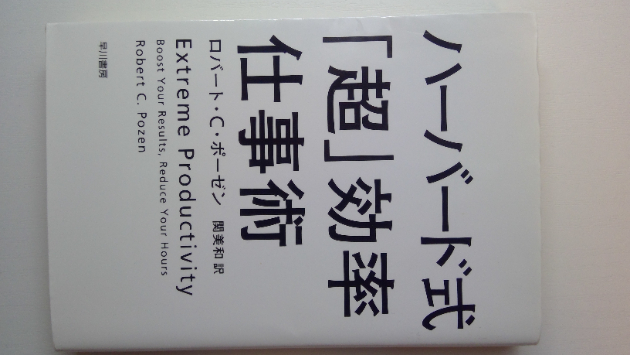 ハーバード式
「超」効率
仕事術
ロバート・C・ポーゼン 関美和 訳
Extreme Productivity
Boost Your Results, Reduce Your Hours
Robert C. Pozen
早川書房